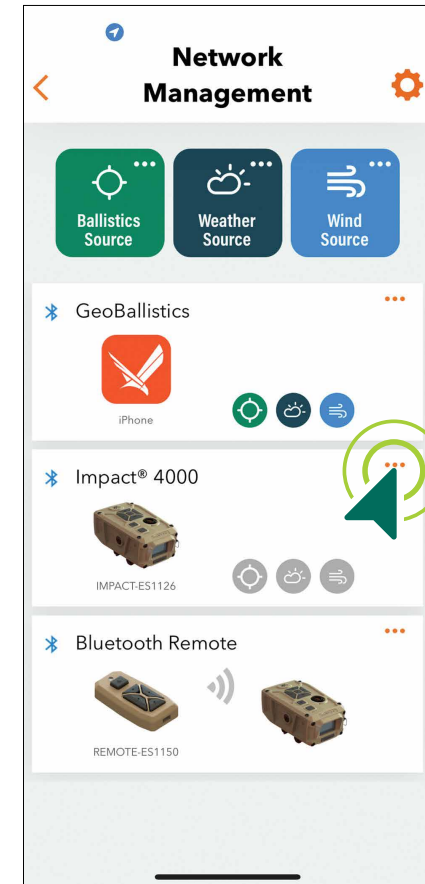 Network
Management
Ballistics
Source
Weather
Source
Wind
Source
GeoBallistics
iPhone
Impact® 4000
IMPACT-ES1126
Bluetooth Remote
REMOTE-ES1150